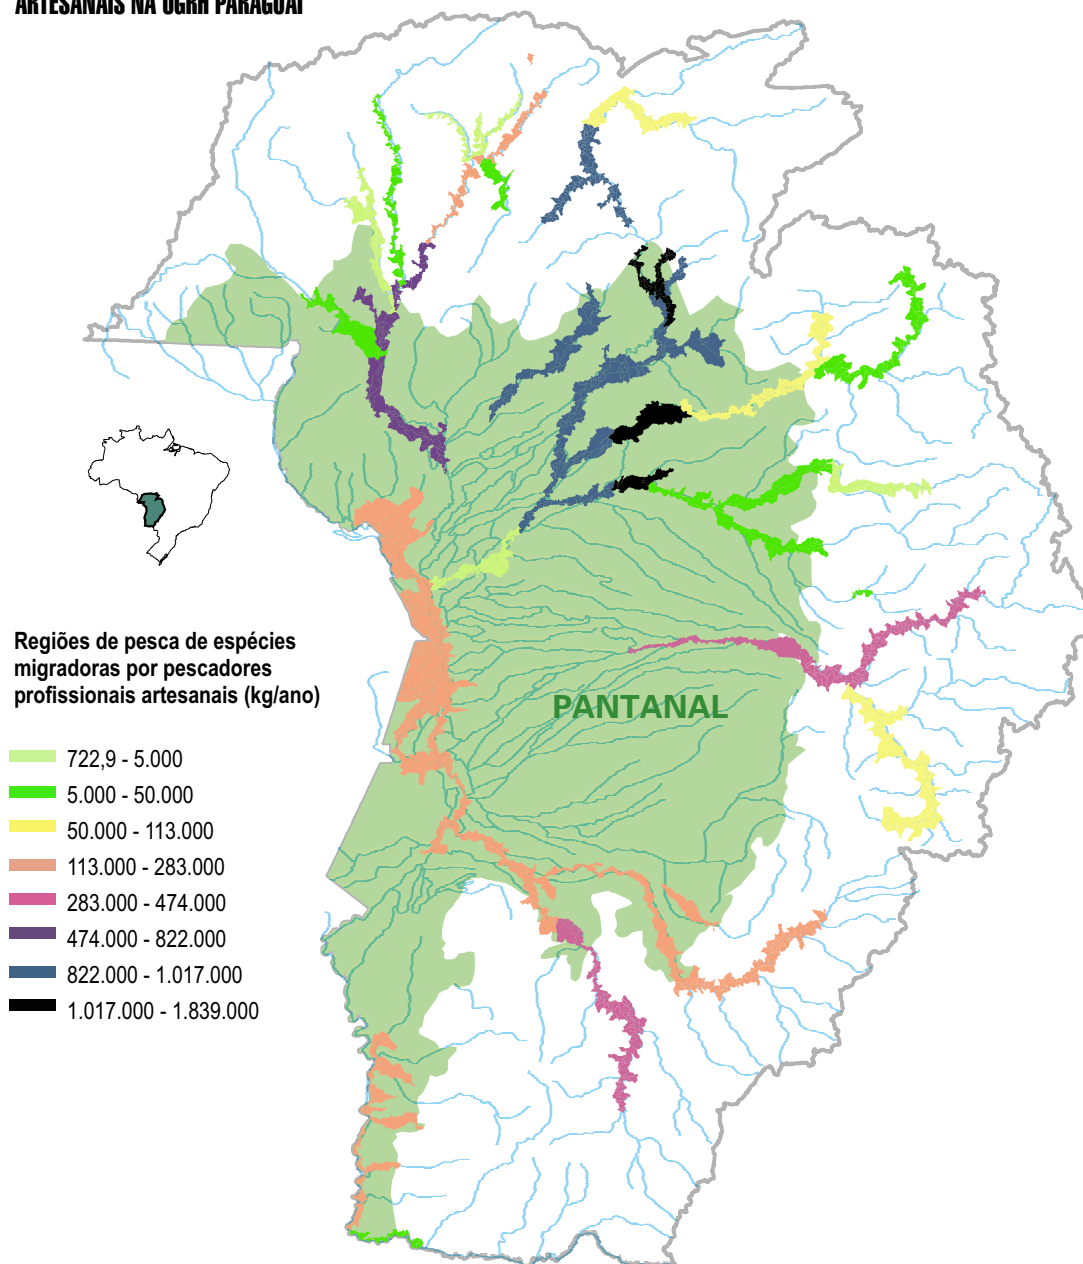 ARTESANAIS NA UGRH PARAGUAI
PANTANAL
Regiões de pesca de espécies
migradoras por pescadores
profissionais artesanais (kg/ano)
722,9 - 5.000
5.000 - 50.000
50.000 - 113.000
113.000 - 283.000
283.000 - 474.000
474.000 - 822.000
822.000 - 1.017.000
1.017.000 - 1.839.000